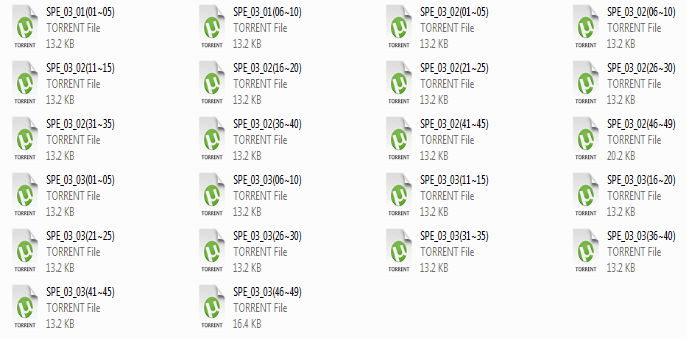 SPE_03_01(01~05)
TORRENT File
13.2 KB
TORRENT
SPE_03_01(06~10)
TORRENT File
13.2 KB
TORRENT
SPE_03_02(01~05)
TORRENT File
13.2 KB
TORRENT
SPE_03_02(06~10)
TORRENT File
13.2 KB
TORRENT
SPE_03_02(11~15)
TORRENT File
13.2 KB
TORRENT
SPE_03_02(16~20)
TORRENT File
13.2 KB
TORRENT
SPE_03_02(21~25)
TORRENT File
13.2 KB
TORRENT
SPE_03_02(26~30)
TORRENT File
13.2 KB
TORRENT
SPE_03_02(31~35)
TORRENT File
13.2 KB
TORRENT
SPE_03_02(36~40)
TORRENT File
13.2 KB
TORRENT
SPE_03_02(41~45)
TORRENT File
13.2 KB
TORRENT
SPE_03_02(46~49)
TORRENT File
20.2 KB
TORRENT
SPE_03_03(01~05)
TORRENT File
13.2 KB
TORRENT
SPE_03_03(06~10)
TORRENT File
13.2 KB
TORRENT
SPE_03_03(11~15)
TORRENT File
13.2 KB
TORRENT
SPE_03_03(16~20)
TORRENT File
13.2 KB
TORRENT
SPE_03_03(21~25)
TORRENT File
13.2 KB
TORRENT
SPE_03_03(26~30)
TORRENT File
13.2 KB
TORRENT
SPE_03_03(31~35)
TORRENT File
13.2 KB
TORRENT
SPE_03_03(36~40)
TORRENT File
13.2 KB
TORRENT
SPE_03_03(41~45)
TORRENT File
13.2 KB
TORRENT
SPE_03_03(46~49)
TORRENT File
16.4 KB
TORRENT